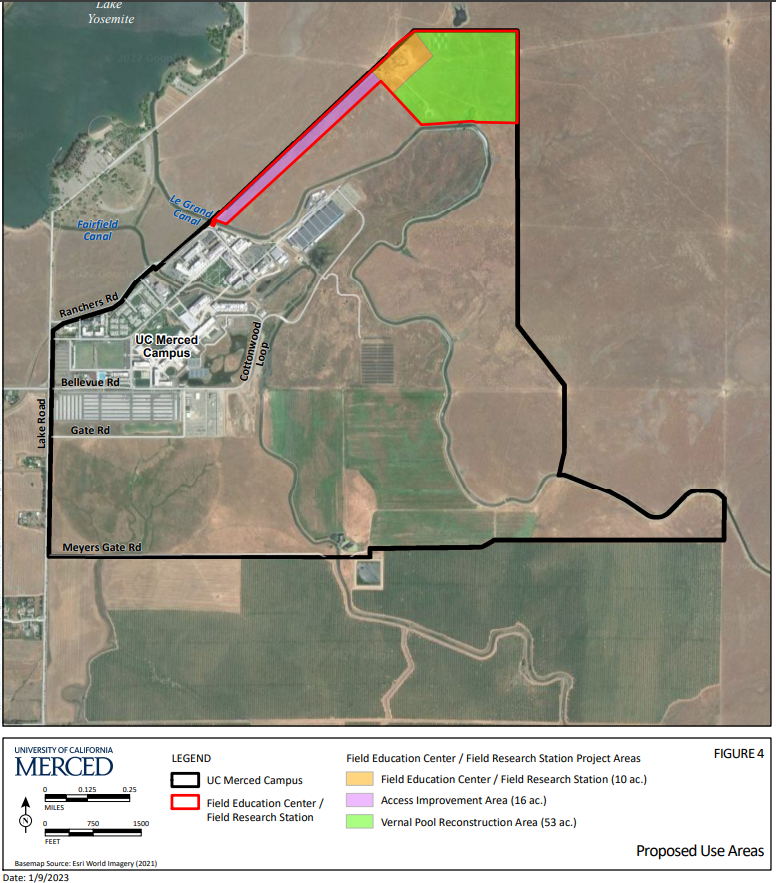 Lake
Yosemite
Le Grand
Canal
Fairfield
Canal
Ranchers Rd
UC Merced
Campus
Cottonwood
Loop
Bellevue Rd
Lake Road
Gate Rd
Meyers Gate Rd
UNIVERSITY OF CALIFORNIA
MERCED
0 0.125 0.25
MILES
N
0 750 1500
FEET
Basemap Source: Esri World Imagery (2021)
LEGEND
UC Merced Campus
Field Education Center /
Field Research Station
Field Education Center / Field Research Station Project Areas
Field Education Center / Field Research Station (10 ac.)
Access Improvement Area (16 ac.)
Vernal Pool Reconstruction Area (53 ac.)
FIGURE 4
Proposed Use Areas
Date: 1/9/2023